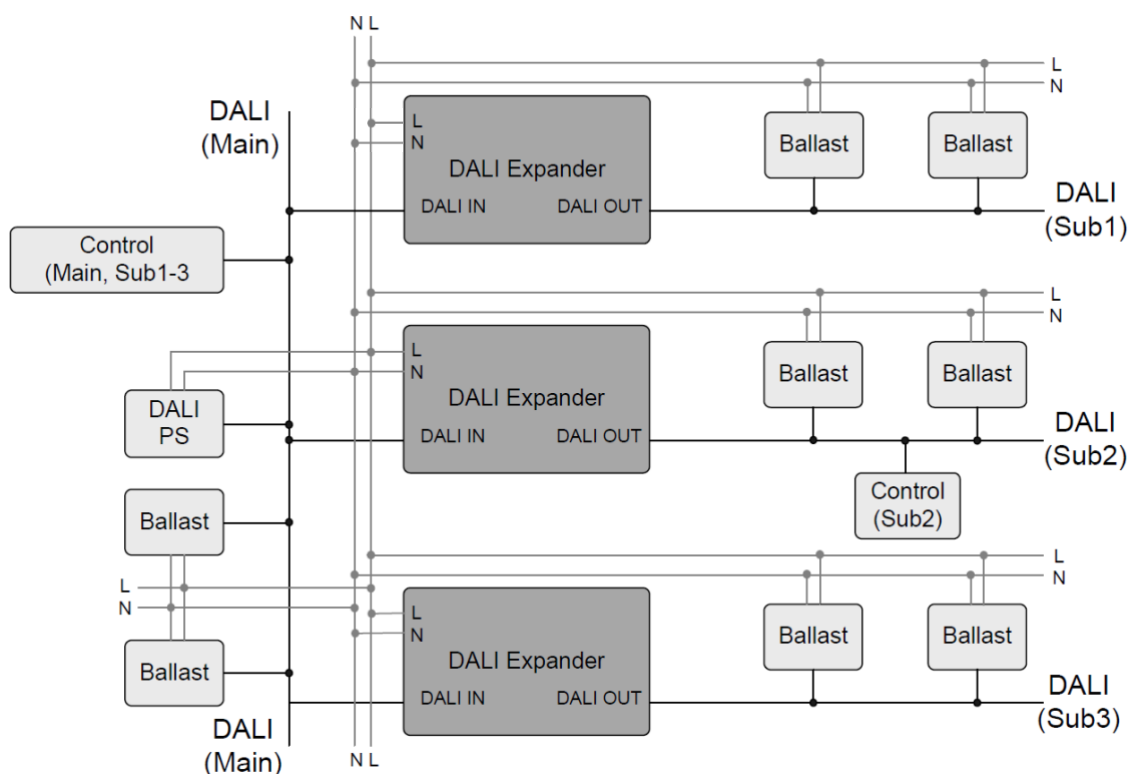 N L
L
N
DALI
(Main)
L
N
DALI Expander
DALI IN DALI OUT
Ballast
Ballast
DALI
(Sub1)
Control
(Main, Sub1-3
L
N
L
N
DALI Expander
DALI IN DALI OUT
Ballast
Ballast
DALI
(Sub2)
DALI
PS
Control
(Sub2)
Ballast
L
N
L
N
Ballast
L
N
DALI Expander
DALI IN DALI OUT
Ballast
Ballast
DALI
(Sub3)
DALI
(Main)
N L